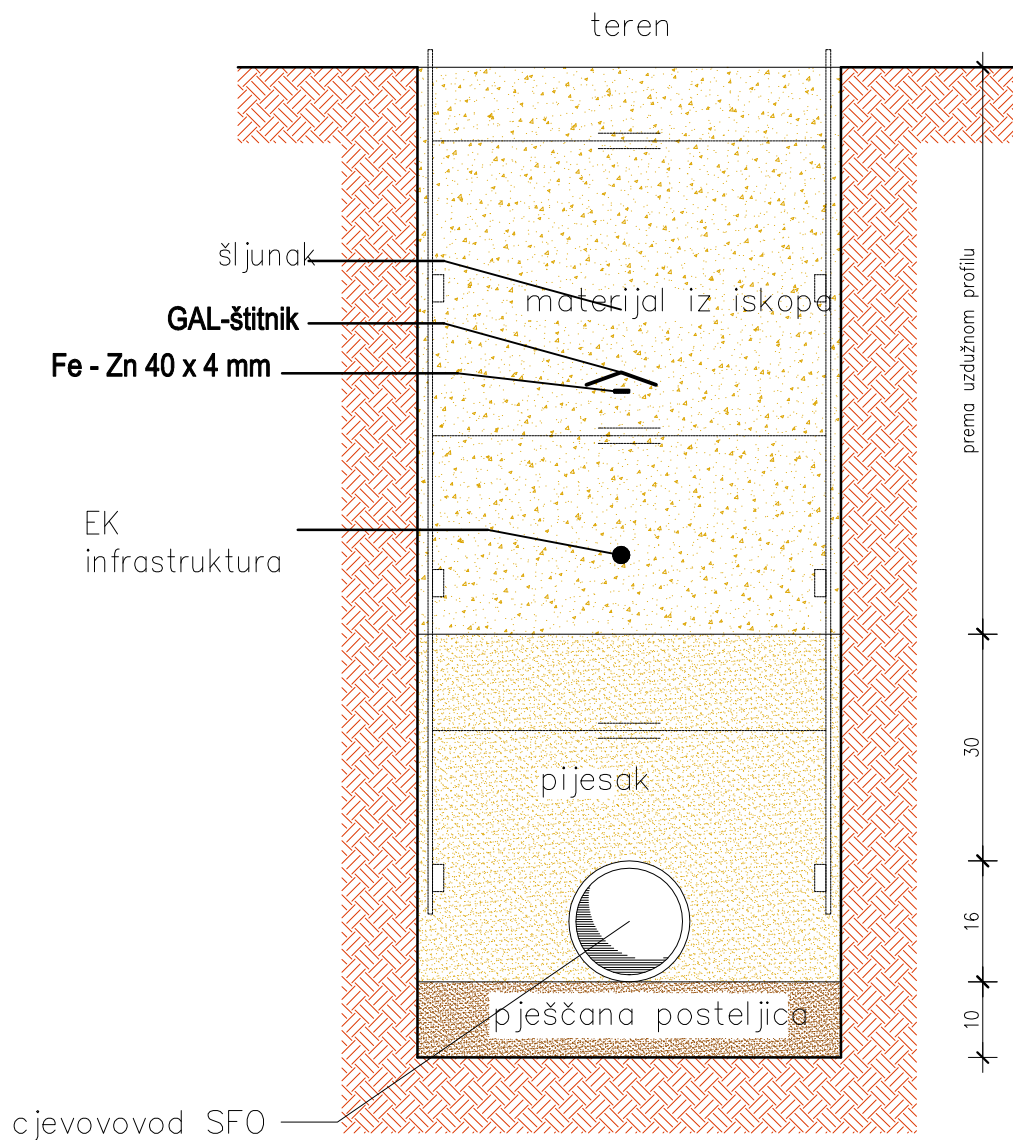 teren
šljunak
materijal iz iskopa
GAL-štitnik
Fe - Zn 40 x 4 mm
prema uzdužnom profilu
EK
infrastruktura
30
pijesak
16
pješčana posteljica
10
cjevovovod SFO